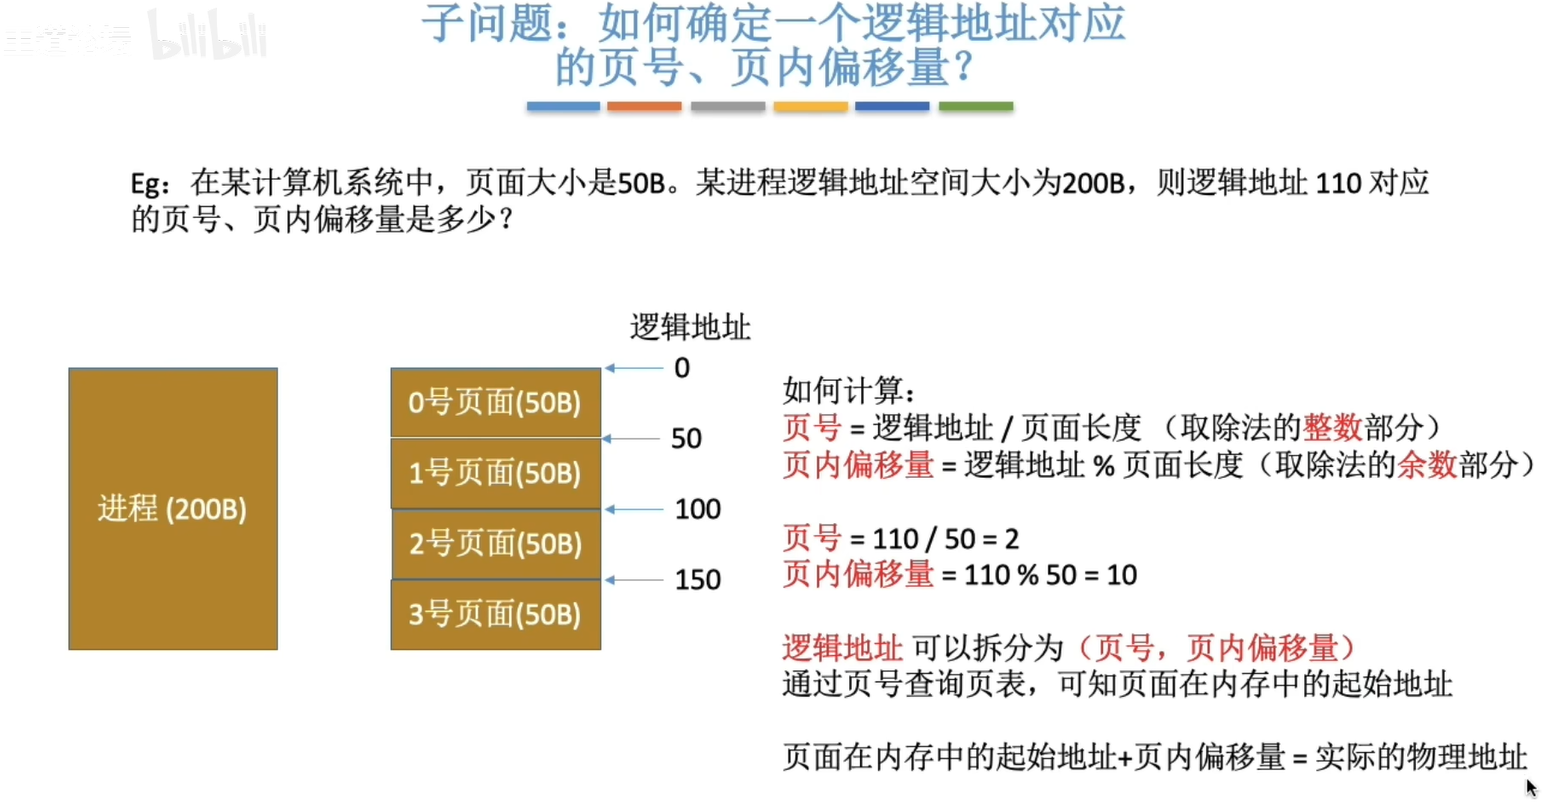 bilibili
子问题：如何确定一个逻辑地址对应
的页号、页内偏移量？
Eg：在某计算机系统中，页面大小是50B。某进程逻辑地址空间大小为200B，则逻辑地址 110 对应
的页号、页内偏移量是多少？
进程 (200B)
逻辑地址
0号页面(50B)
1号页面(50B)
2号页面(50B)
3号页面(50B)
0
50
100
150
如何计算：
页号 = 逻辑地址 / 页面长度 （取除法的整数部分）
页内偏移量 = 逻辑地址 % 页面长度（取除法的余数部分）
页号 = 110 / 50 = 2
页内偏移量 = 110 % 50 = 10
逻辑地址 可以拆分为（页号，页内偏移量）
通过页号查询页表，可知页面在内存中的起始地址
页面在内存中的起始地址+页内偏移量 = 实际的物理地址